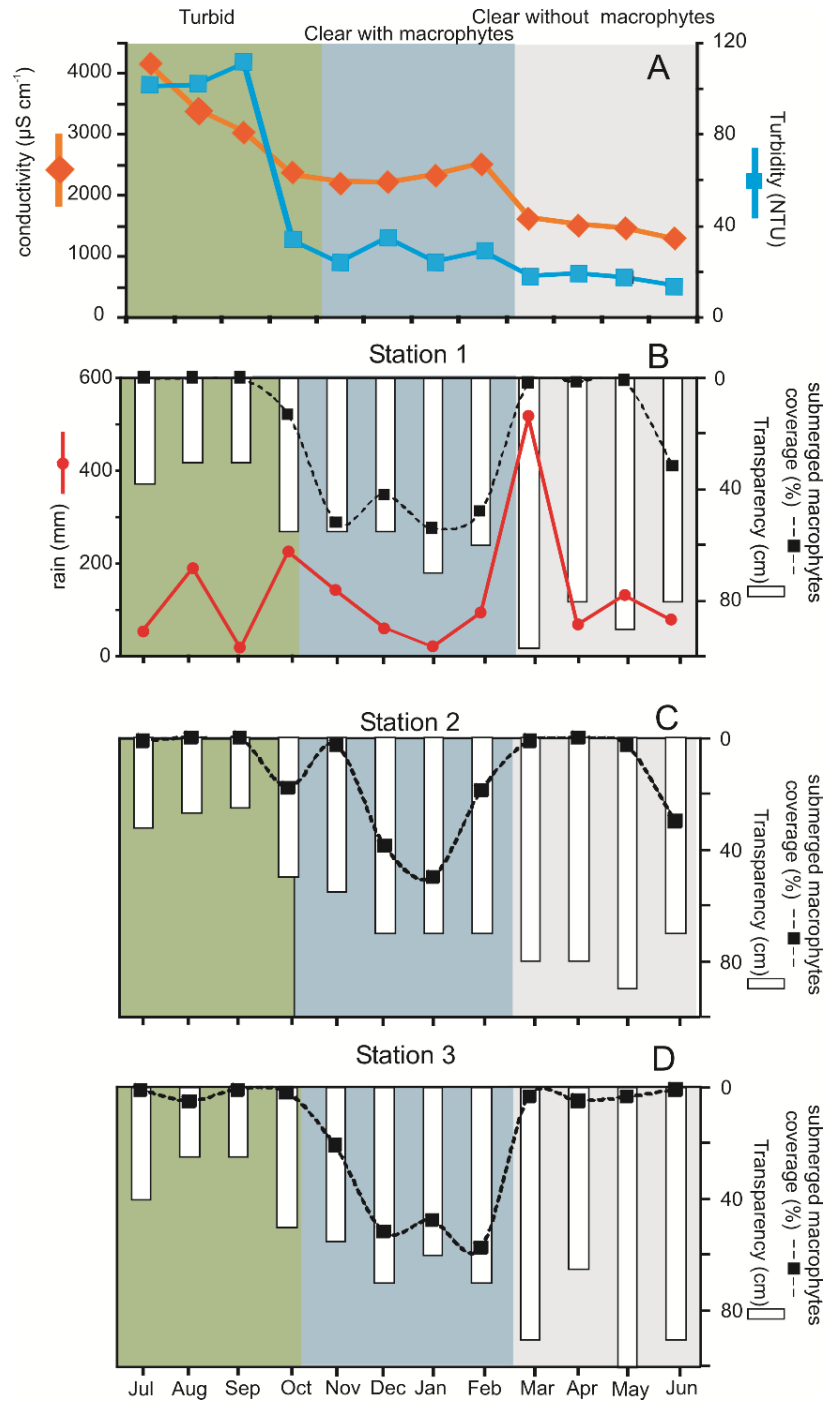 Turbid
Clear with macrophytes
Clear without macrophytes
A
conductivity (µS cm-1)
4000
3000
2000
1000
0
120
80
40
0
Turbidity (NTU)
Station 1
B
rain (mm)
600
400
200
0
0
40
80
submerged macrophytes
coverage (%)
Transparency (cm)
Station 2
C
0
40
80
submerged macrophytes
coverage (%)
Transparency (cm)
Station 3
D
0
40
80
submerged macrophytes
coverage (%)
Transparency (cm)
Jul Aug Sep Oct Nov Dec Jan Feb Mar Apr May Jun